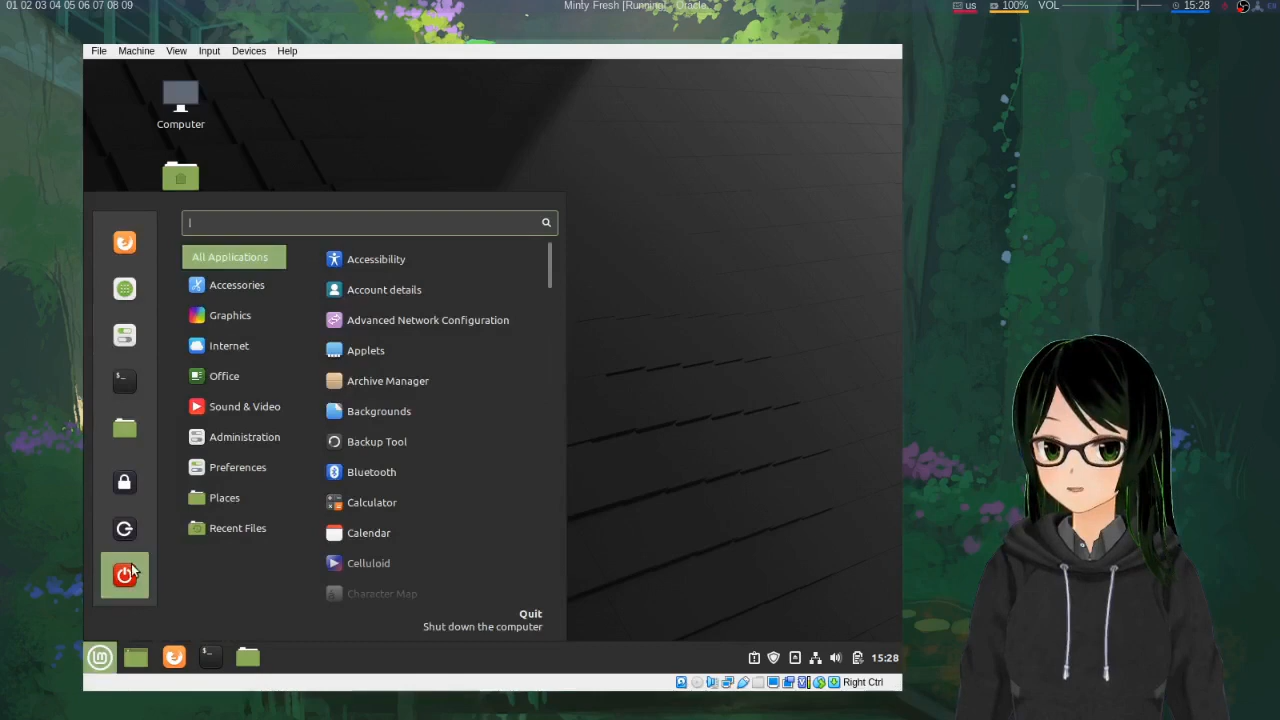 01 02 03 04 05 06 07 08 09
Minty Fresh [Running] - Oracle...
us
100%
VOL
15:28
File Machine View Input Devices Help
Computer
All Applications
Accessories
Graphics
Internet
Office
Sound & Video
Administration
Preferences
Places
Recent Files
Accessibility
Account details
Advanced Network Configuration
Applets
Archive Manager
Backgrounds
Backup Tool
Bluetooth
Calculator
Calendar
Celluloid
Character Map
Quit
Shut down the computer
15:28
Right Ctrl